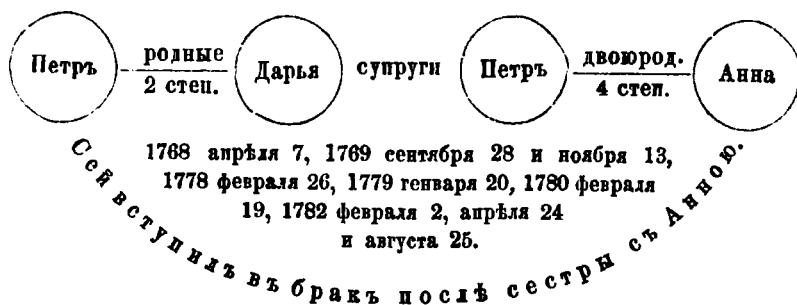 родные двоюрод.
Петръ Дарья супруги Петръ Анна
2 степ. 4 степ.
1768 апрѣля 7, 1769 сентября 28 и ноября 13,
1778 февраля 26, 1779 генваря 20, 1780 февраля
19, 1782 февраля 2, апрѣля 24
и августа 25.
Сей вступилъ въ бракъ послѣ сестры съ Анною.